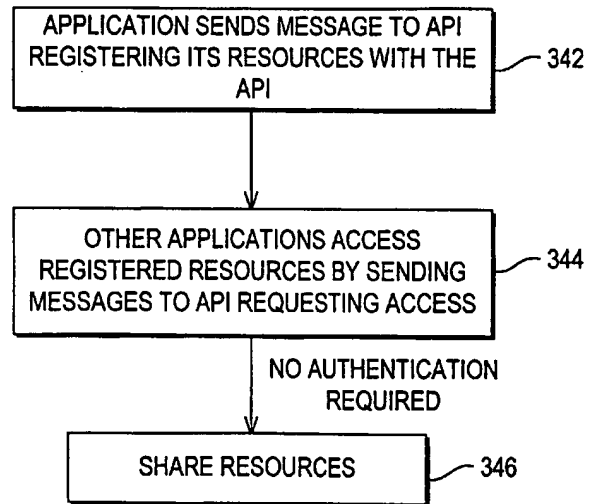 APPLICATION SENDS MESSAGE TO API
REGISTERING ITS RESOURCES WITH THE
API
342
OTHER APPLICATIONS ACCESS
REGISTERED RESOURCES BY SENDING
MESSAGES TO API REQUESTING ACCESS
344
NO AUTHENTICATION
REQUIRED
SHARE RESOURCES
346